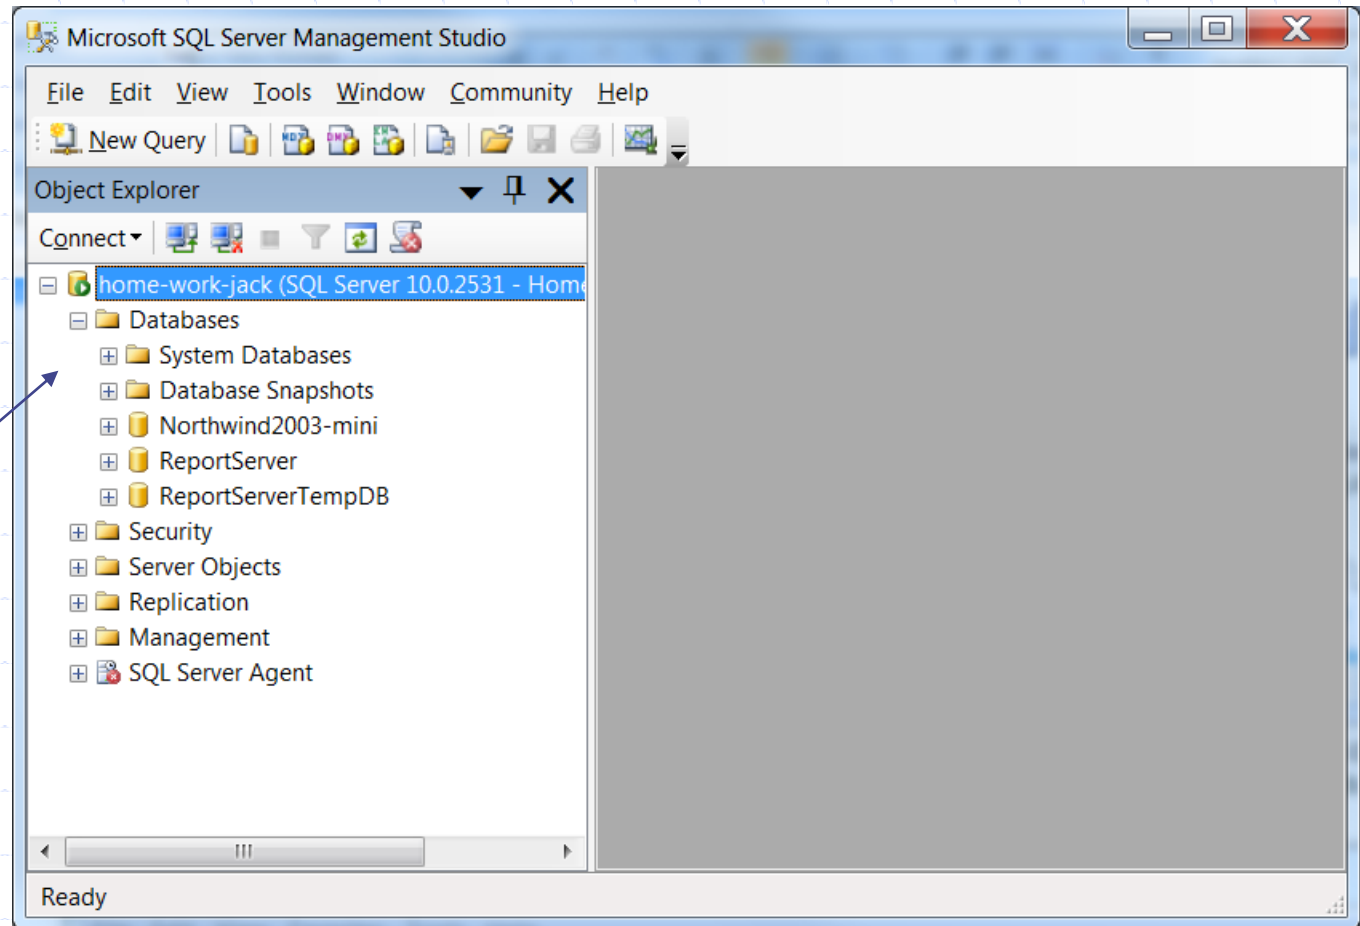 Microsoft SQL Server Management Studio
File Edit View Tools Window Community Help
New Query
Object Explorer
Connect
home-work-jack (SQL Server 10.0.2531 - Home
Databases
System Databases
Database Snapshots
Northwind2003-mini
ReportServer
ReportServerTempDB
Security
Server Objects
Replication
Management
SQL Server Agent
Ready